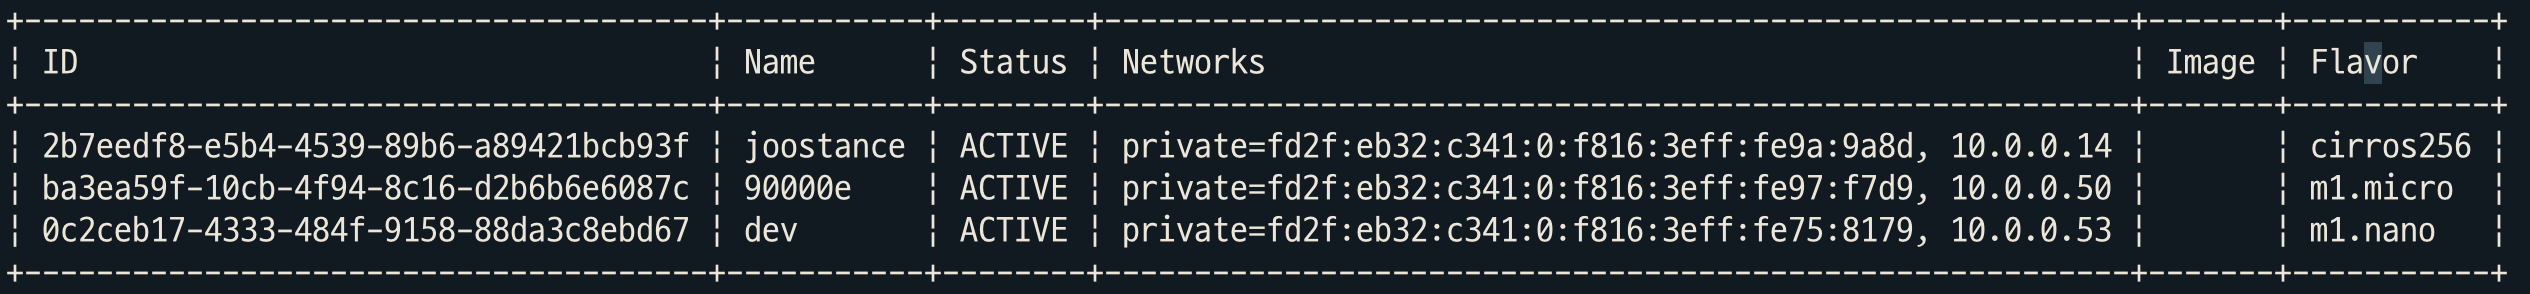 +--------------------------------------+-----------+--------+---------------------------------------------------------+-------+-----------+
| ID                                   | Name      | Status | Networks                                                | Image | Flavor    |
+--------------------------------------+-----------+--------+---------------------------------------------------------+-------+-----------+
| 2b7eedf8-e5b4-4539-89b6-a89421bcb93f | joostance | ACTIVE | private=fd2f:eb32:c341:0:f816:3eff:fe9a:9a8d, 10.0.0.14 |       | cirros256 |
| ba3ea59f-10cb-4f94-8c16-d2b6b6e6087c | 90000e    | ACTIVE | private=fd2f:eb32:c341:0:f816:3eff:fe97:f7d9, 10.0.0.50 |       | m1.micro  |
| 0c2ceb17-4333-484f-9158-88da3c8ebd67 | dev       | ACTIVE | private=fd2f:eb32:c341:0:f816:3eff:fe75:8179, 10.0.0.53 |       | m1.nano   |
+--------------------------------------+-----------+--------+---------------------------------------------------------+-------+-----------+